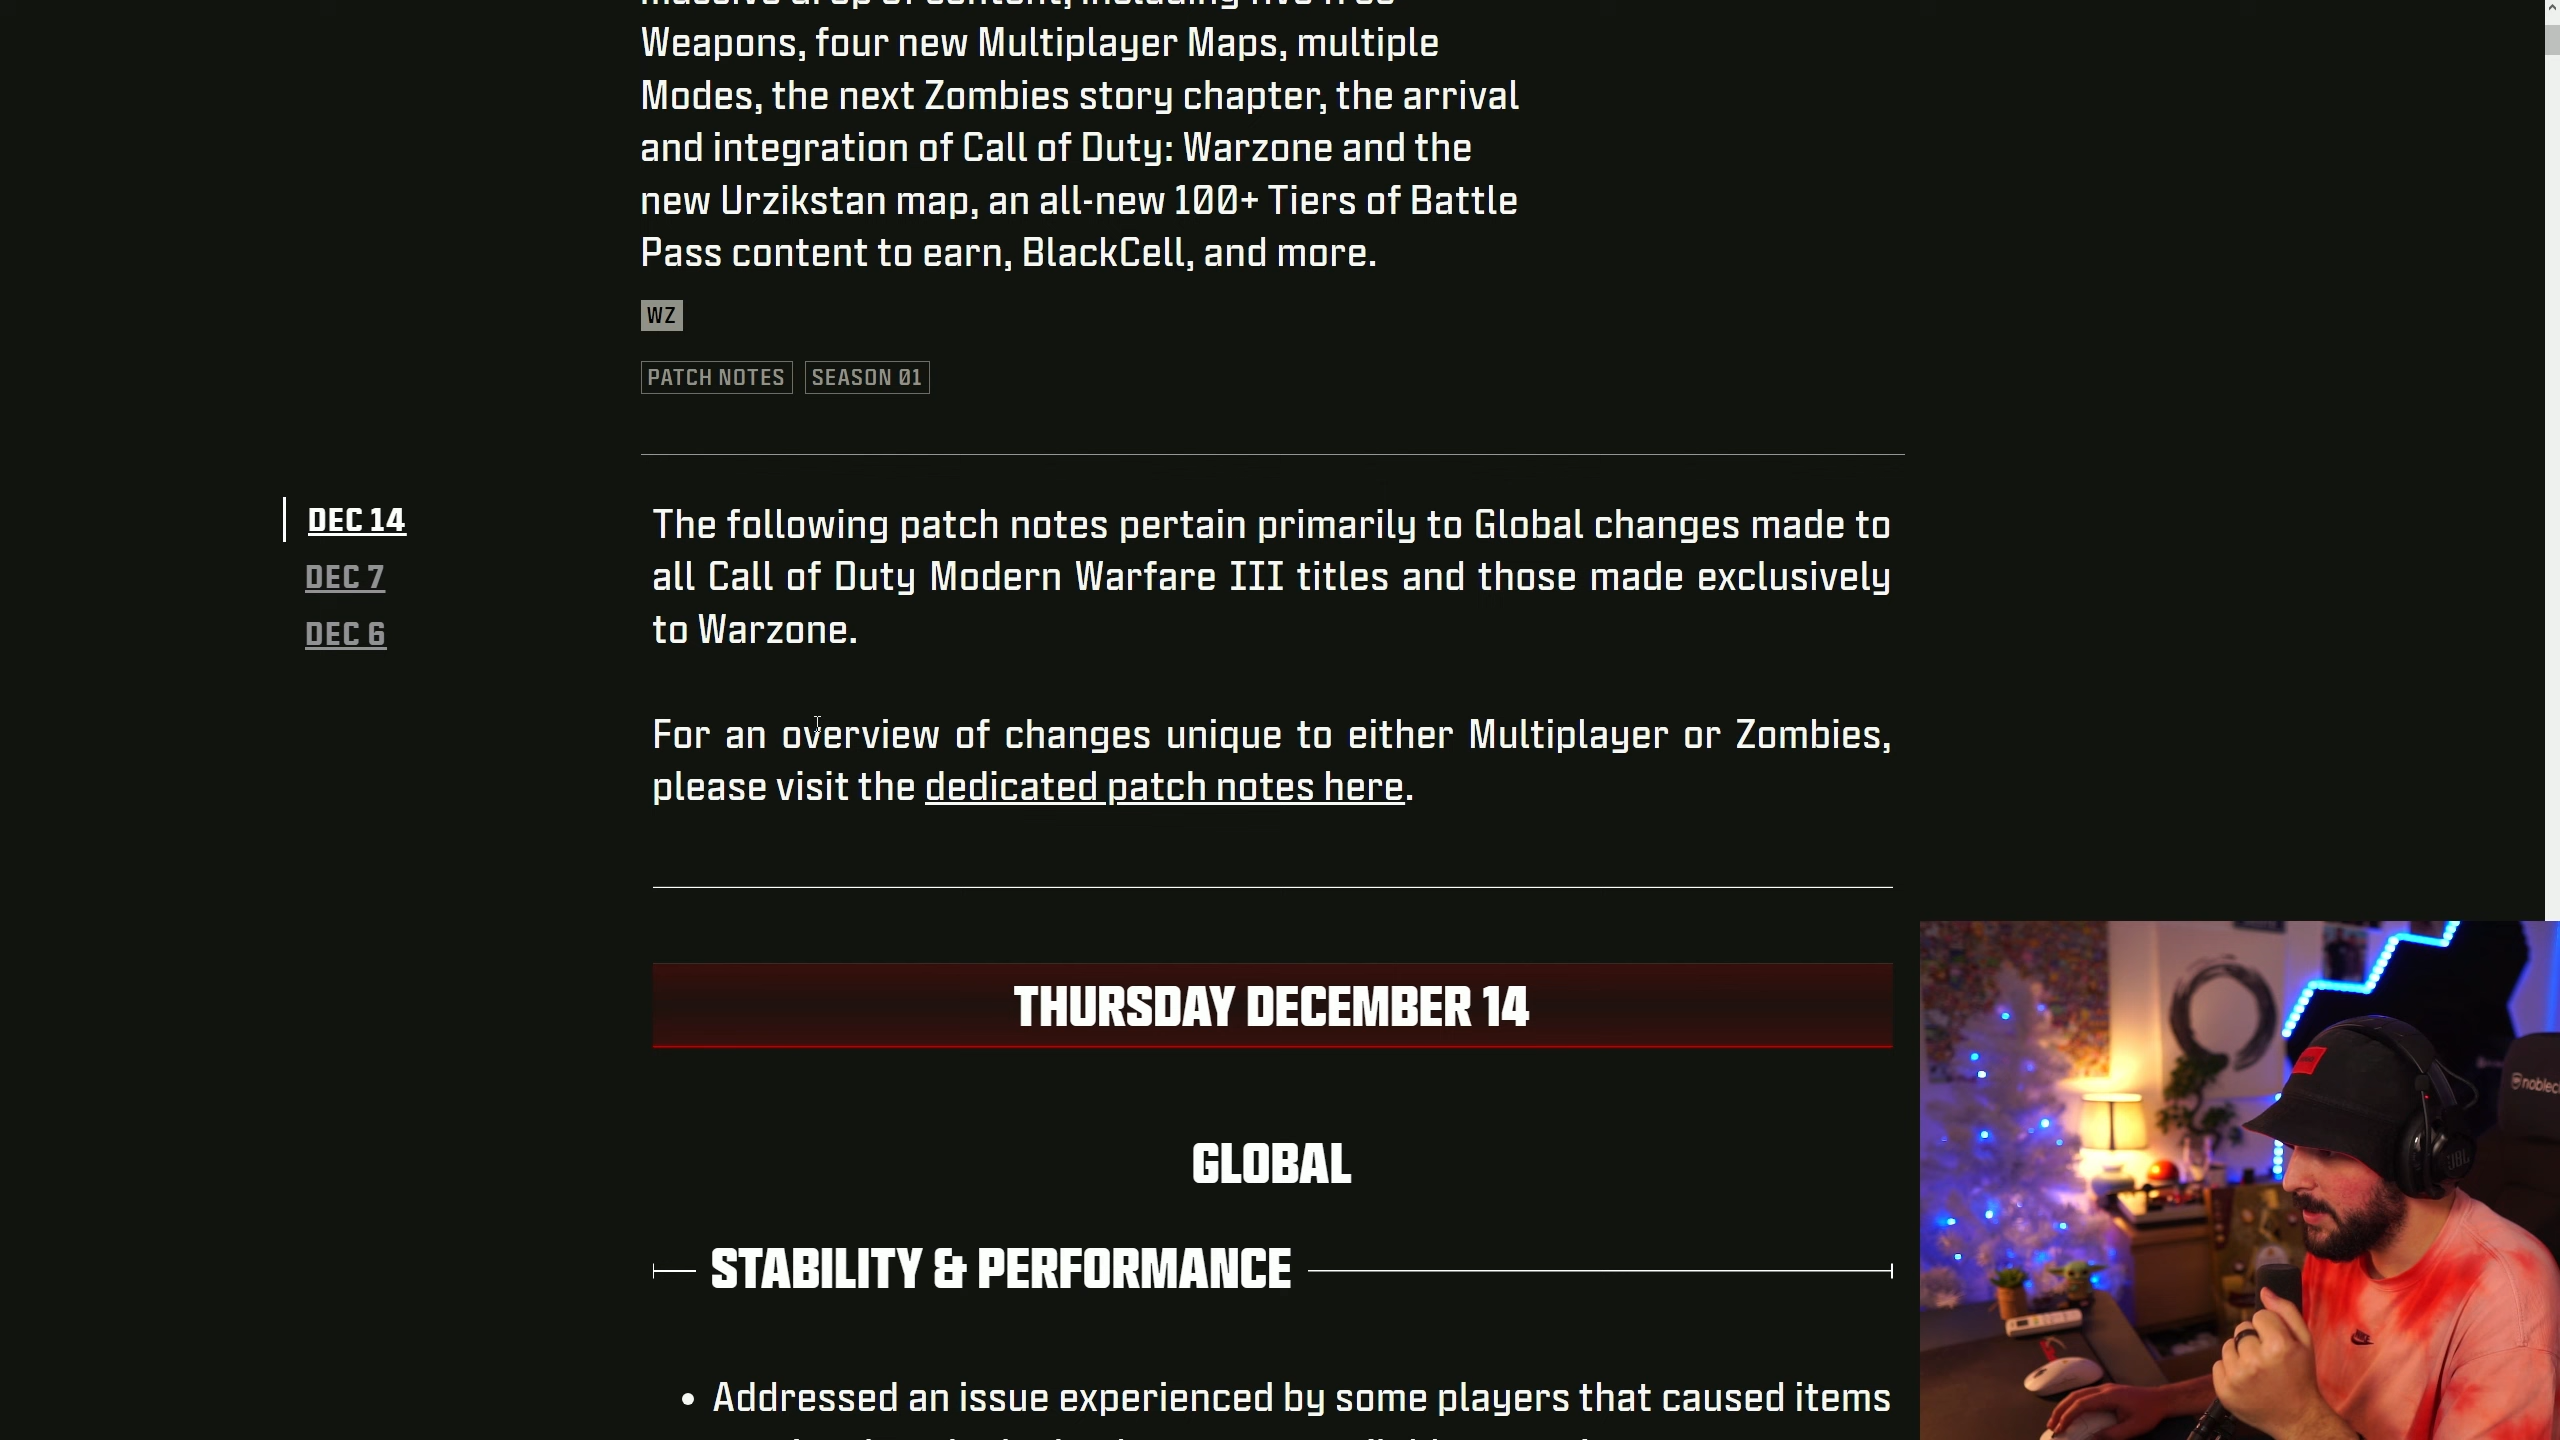 Weapons, four new Multiplayer Maps, multiple
Modes, the next Zombies story chapter, the arrival
and integration of Call of Duty: Warzone and the
new Urzikstan map, an all-new 100+ Tiers of Battle
Pass content to earn, BlackCell, and more.
WZ
PATCH NOTES SEASON 01
DEC 14
DEC 7
DEC 6
The following patch notes pertain primarily to Global changes made to
all Call of Duty Modern Warfare III titles and those made exclusively
to Warzone.
For an overview of changes unique to either Multiplayer or Zombies,
please visit the dedicated patch notes here.
THURSDAY DECEMBER 14
GLOBAL
STABILITY & PERFORMANCE
• Addressed an issue experienced by some players that caused items
JBL